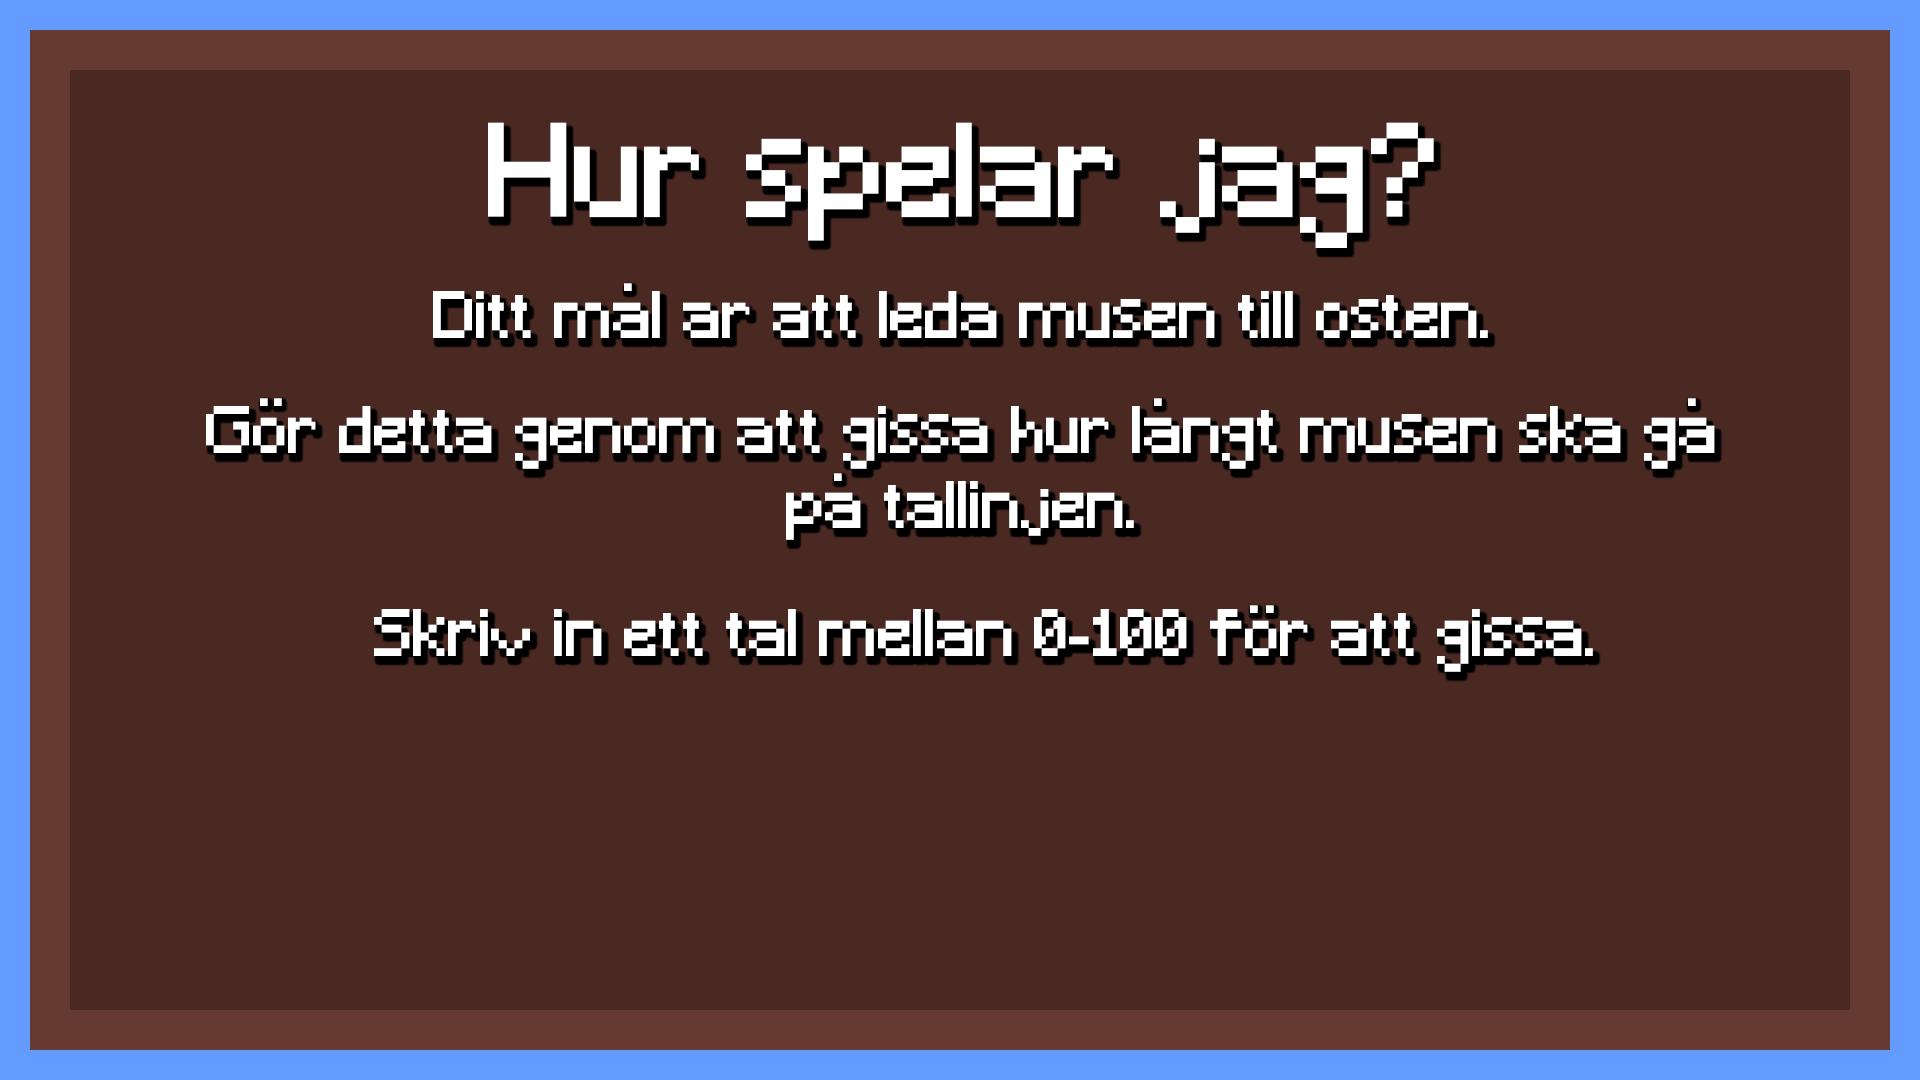 Hur spelar jag?
Ditt mål ar att leda musen till osten.
Gör detta genom att gissa hur långt musen ska gå
på tallinjen.
Skriv in ett tal mellan 0-100 för att gissa.